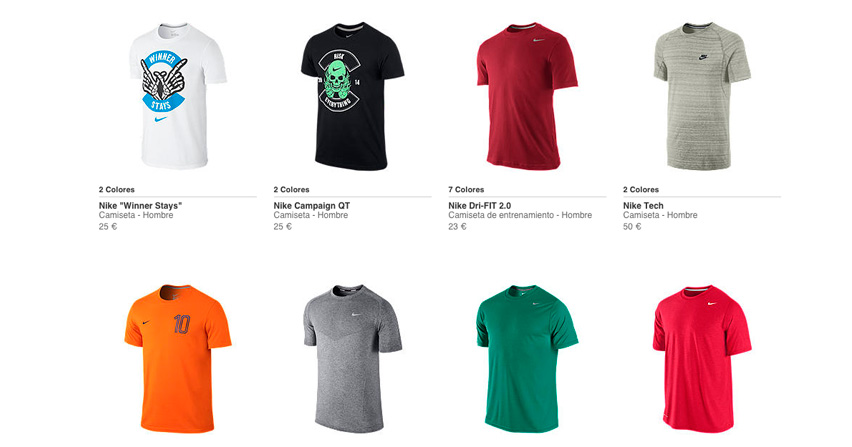 WINNER
STAYS
RISK
14
EVERYTHING
2 Colores
2 Colores
7 Colores
2 Colores
Nike "Winner Stays"
Camiseta - Hombre
25 €
Nike Campaign QT
Camiseta - Hombre
25 €
Nike Dri-FIT 2.0
Camiseta de entrenamiento - Hombre
23 €
Nike Tech
Camiseta - Hombre
50 €
10